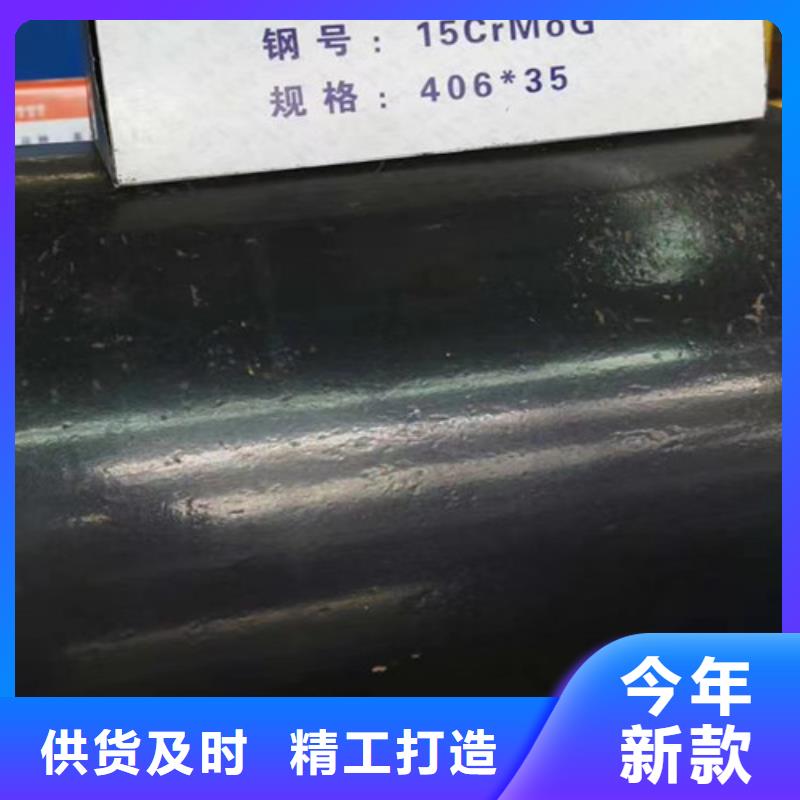 钢号：15CrMoG
规格：406*35
今年
新款
供货及时 精工打造